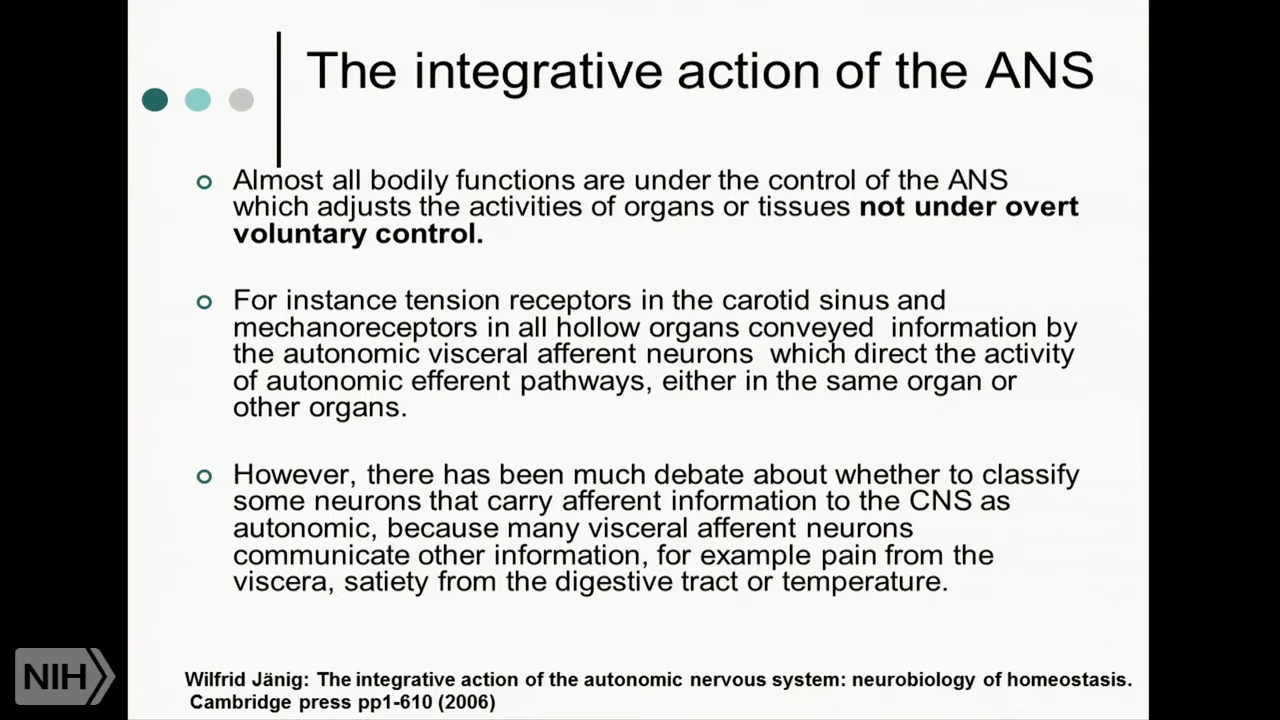 The integrative action of the ANS
Almost all bodily functions are under the control of the ANS
which adjusts the activities of organs or tissues not under overt
voluntary control.
For instance tension receptors in the carotid sinus and
mechanoreceptors in all hollow organs conveyed  information by
the autonomic visceral afferent neurons  which direct the activity
of autonomic efferent pathways, either in the same organ or
other organs.
However, there has been much debate about whether to classify
some neurons that carry afferent information to the CNS as
autonomic, because many visceral afferent neurons
communicate other information, for example pain from the
viscera, satiety from the digestive tract or temperature.
NIH
Wilfrid Jänig: The integrative action of the autonomic nervous system: neurobiology of homeostasis.
Cambridge press pp1-610 (2006)